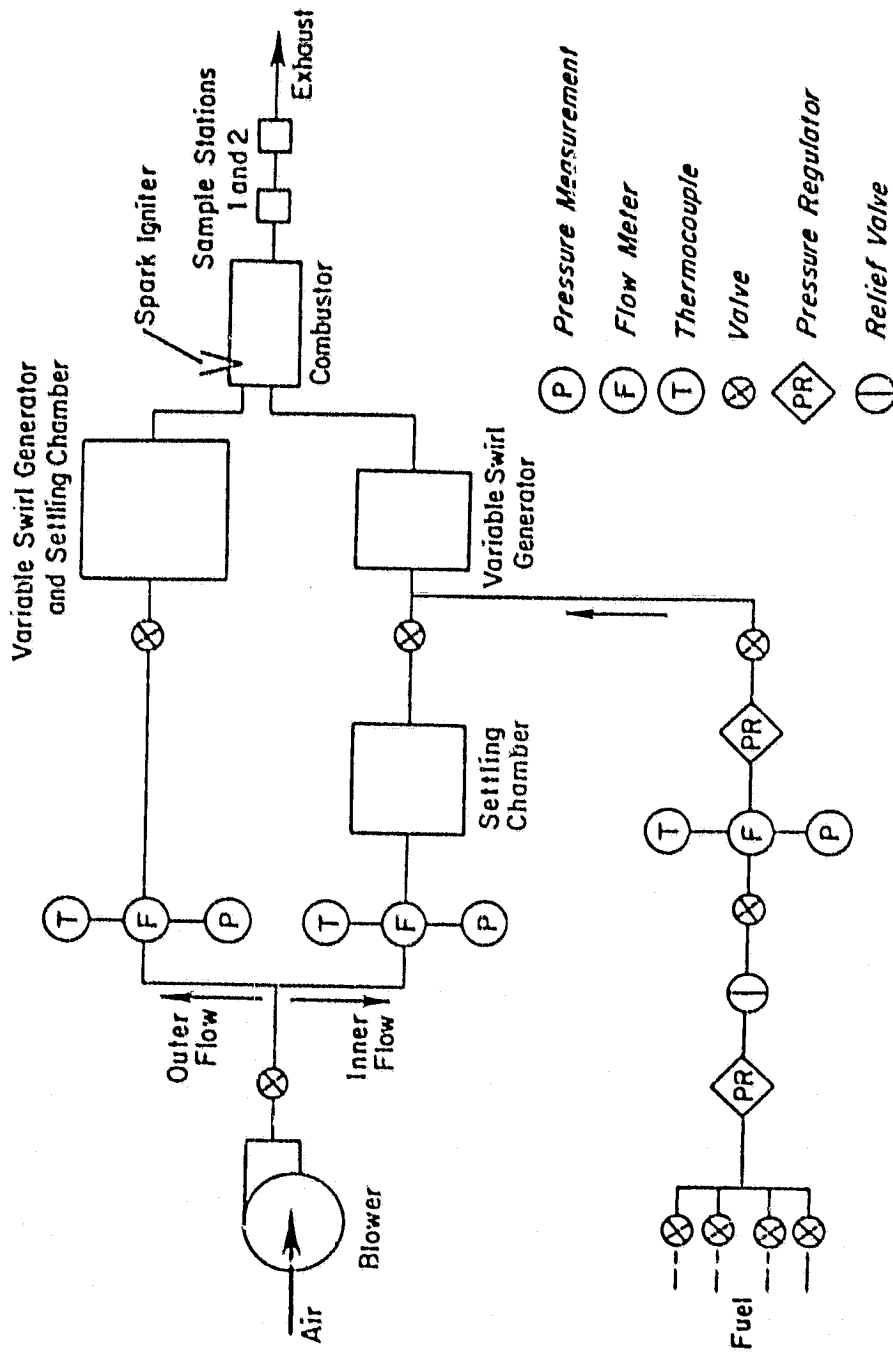 Variable Swirl Generator
and Settling Chamber
Spark Igniter
Sample Stations
1 and 2
Exhaust
Combustor
T
F
P
Outer
Flow
Inner
Flow
T
F
P
Settling
Chamber
Variable Swirl
Generator
Air
Blower
Fuel
PR
T
F
P
PR
P Pressure Measurement
F Flow Meter
T Thermocouple
Valve
PR Pressure Regulator
Relief Valve